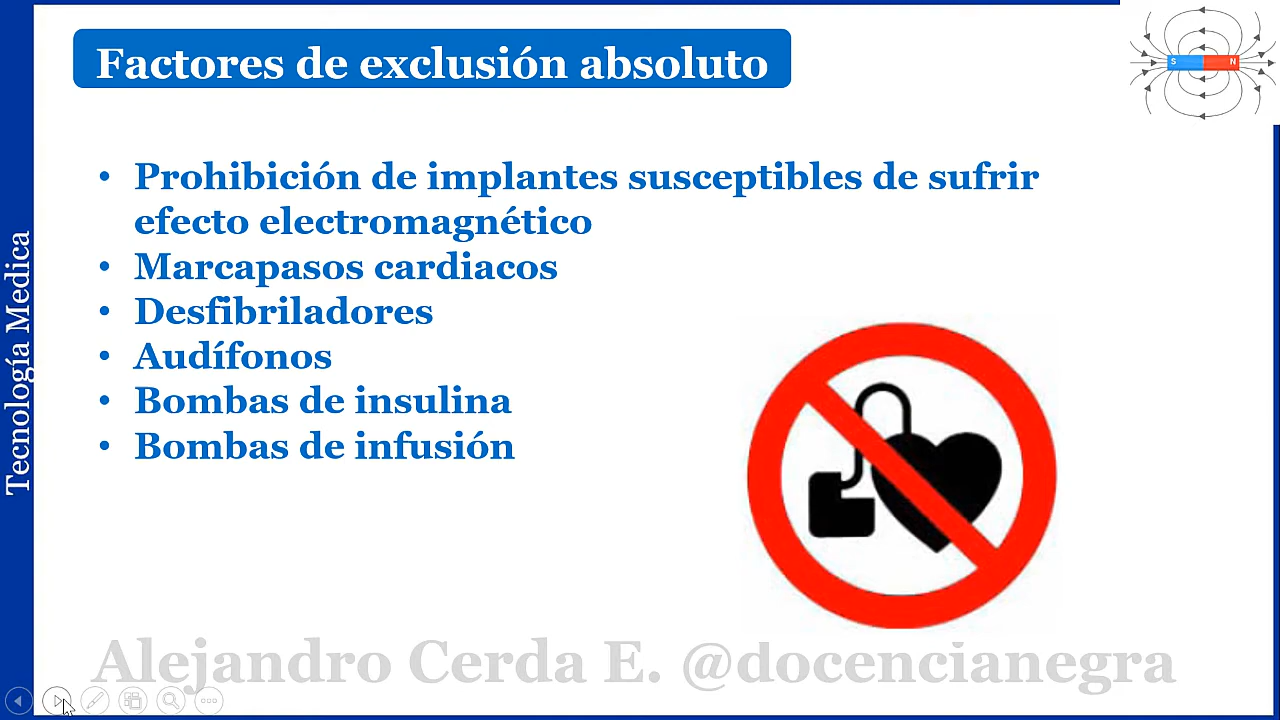 Factores de exclusión absoluto
S N
• Prohibición de implantes susceptibles de sufrir
efecto electromagnético
• Marcapasos cardiacos
• Desfibriladores
• Audífonos
• Bombas de insulina
• Bombas de infusión
Tecnología Medica
Alejandro Cerda E. @docencianegra